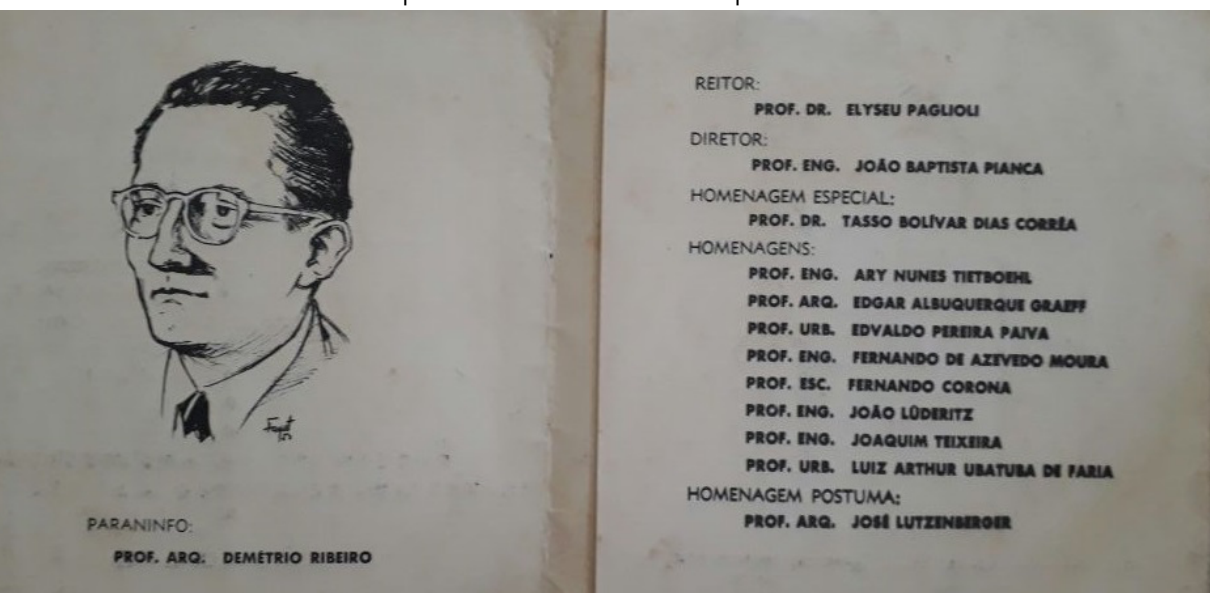 PARANINFO:
PROF. ARQ. DEMÉTRIO RIBEIRO
REITOR:
PROF. DR. ELYSEU PAGLIOLI
DIRETOR:
PROF. ENG. JOÃO BAPTISTA PIANCA
HOMENAGEM ESPECIAL:
PROF. DR. TASSO BOLÍVAR DIAS CORRÊA
HOMENAGENS:
PROF. ENG. ARY NUNES TIETBOEHL
PROF. ARQ. EDGAR ALBUQUERQUE GRAEFF
PROF. URB. EDVALDO PEREIRA PAIVA
PROF. ENG. FERNANDO DE AZEVEDO MOURA
PROF. ESC. FERNANDO CORONA
PROF. ENG. JOÃO LÜDERITZ
PROF. ENG. JOAQUIM TEIXEIRA
PROF. URB. LUIZ ARTHUR UBATUBA DE FARIA
HOMENAGEM POSTUMA:
PROF. ARQ. JOSÉ LUTZENBERGER